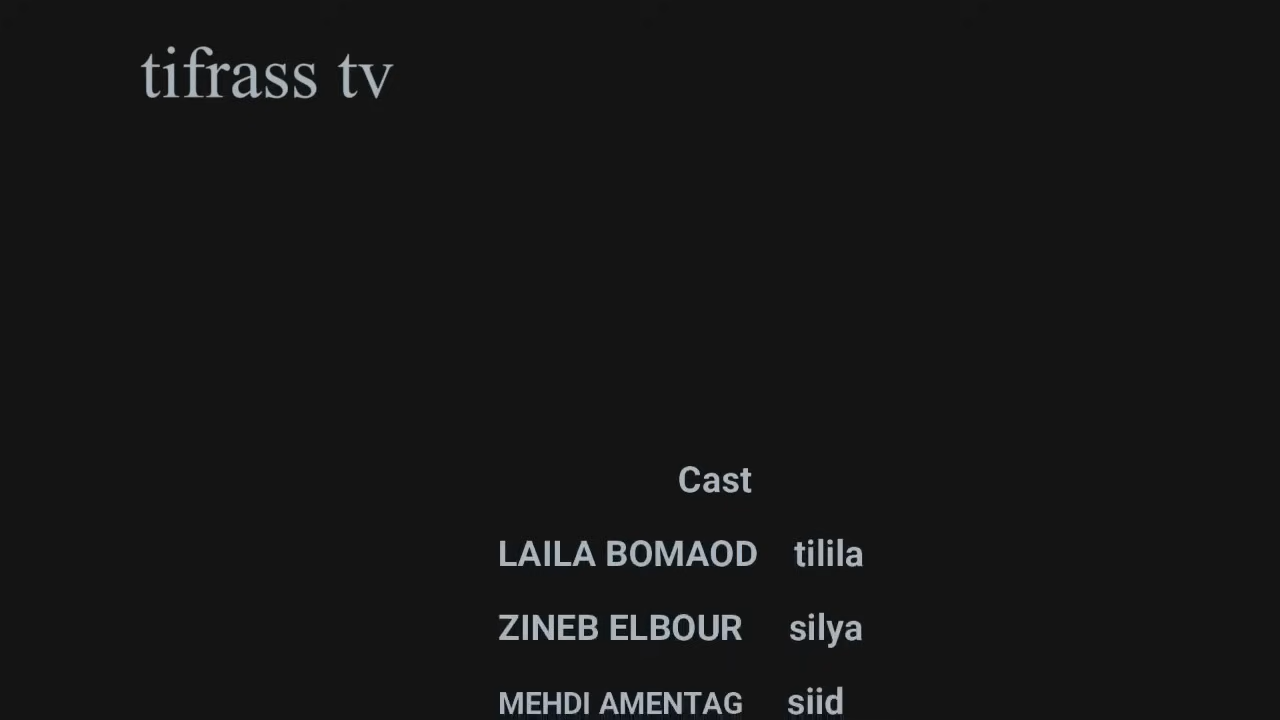 tifrass tv
Cast
LAILA BOMAOD tilila
ZINEB ELBOUR silya
MEHDI AMENTAG siid